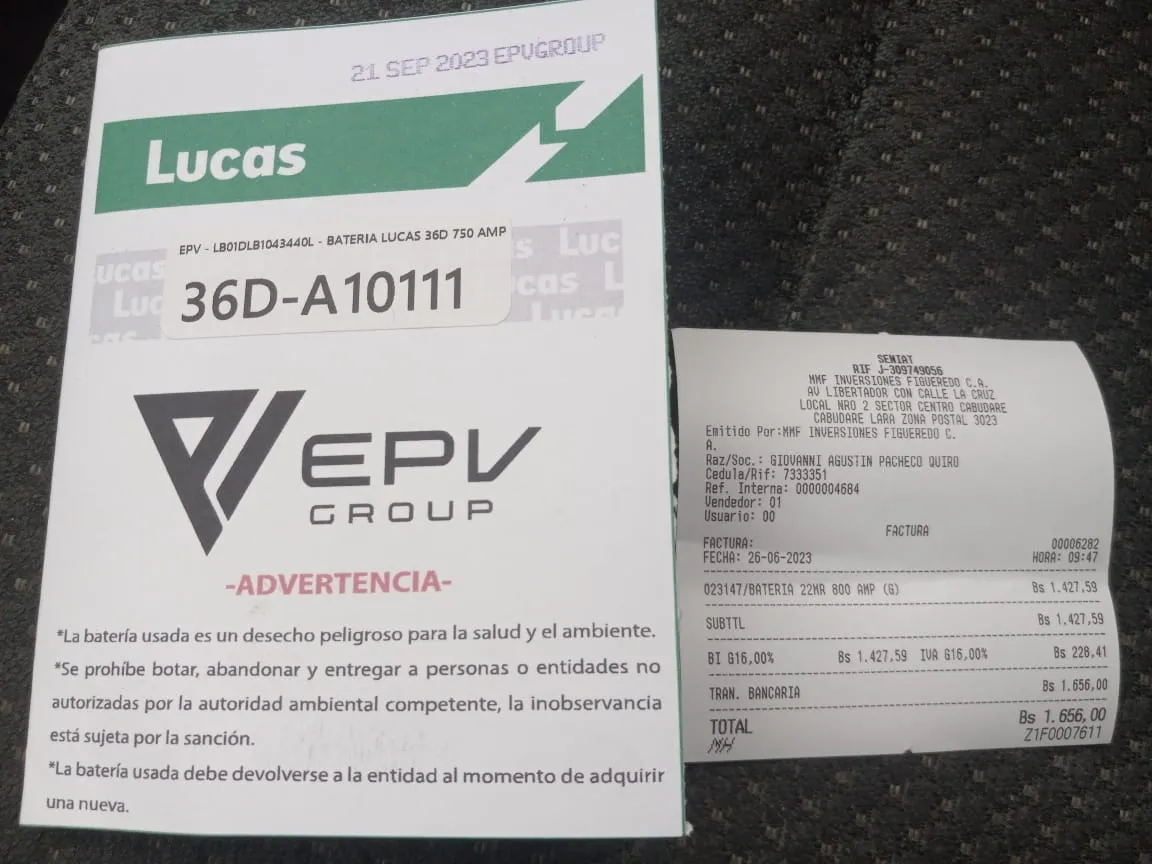 21 SEP 2023 EPVGROUP
Lucas
EPV - LB01DLB1043440L - BATERIA LUCAS 36D 750 AMP
36D-A10111
ucas
Luc
cas
s Luc
cas L
Lucas
EPV
GROUP
-ADVERTENCIA-
*La batería usada es un desecho peligroso para la salud y el ambiente.
*Se prohíbe botar, abandonar y entregar a personas o entidades no
autorizadas por la autoridad ambiental competente, la inobservancia
está sujeta por la sanción.
*La batería usada debe devolverse a la entidad al momento de adquirir
una nueva.
SENIAT
RIF J-309749056
MMF INVERSIONES FIGUEREDO C.A.
AV LIBERTADOR CON CALLE LA CRUZ
LOCAL NRO 2 SECTOR CENTRO CABUDARE
CABUDARE LARA ZONA POSTAL 3023
Emitido Por:MMF INVERSIONES FIGUEREDO C.
A.
Raz/Soc.: GIOVANNI AGUSTIN PACHECO QUIRO
Cedula/Rif: 7333351
Ref. Interna: 0000004684
Vendedor: 01
Usuario: 00
FACTURA
FACTURA: 00006282
FECHA: 26-06-2023 HORA: 09:47
023147/BATERIA 22MR 800 AMP (G) Bs 1.427,59
SUBTTL Bs 1.427,59
BI G16,00% Bs 1.427,59 IVA G16,00% Bs 228,41
TRAN. BANCARIA Bs 1.656,00
TOTAL Bs 1.656,00
MH Z1F0007611